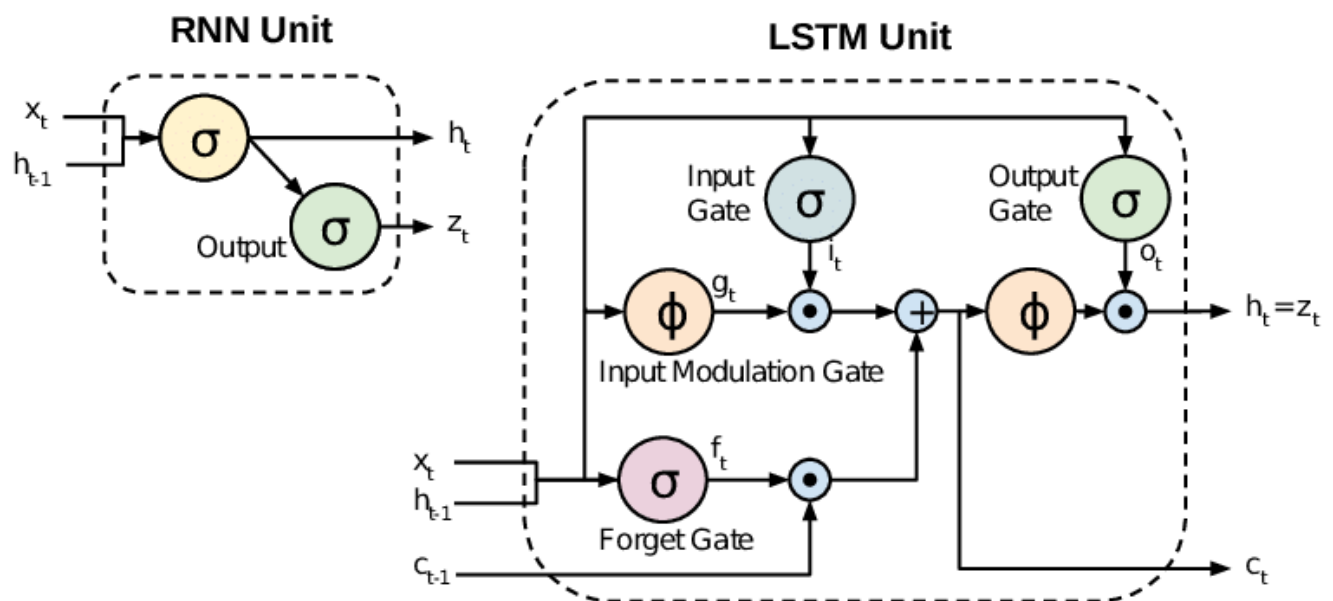 RNN Unit
xₜ
hₜ₋₁
σ
hₜ
σ
Output
zₜ
LSTM Unit
Input
Gate
σ
iₜ
Output
Gate
σ
oₜ
ϕ
gₜ
Input Modulation Gate
+
ϕ
hₜ=zₜ
xₜ
hₜ₋₁
σ
fₜ
Forget Gate
cₜ₋₁
cₜ